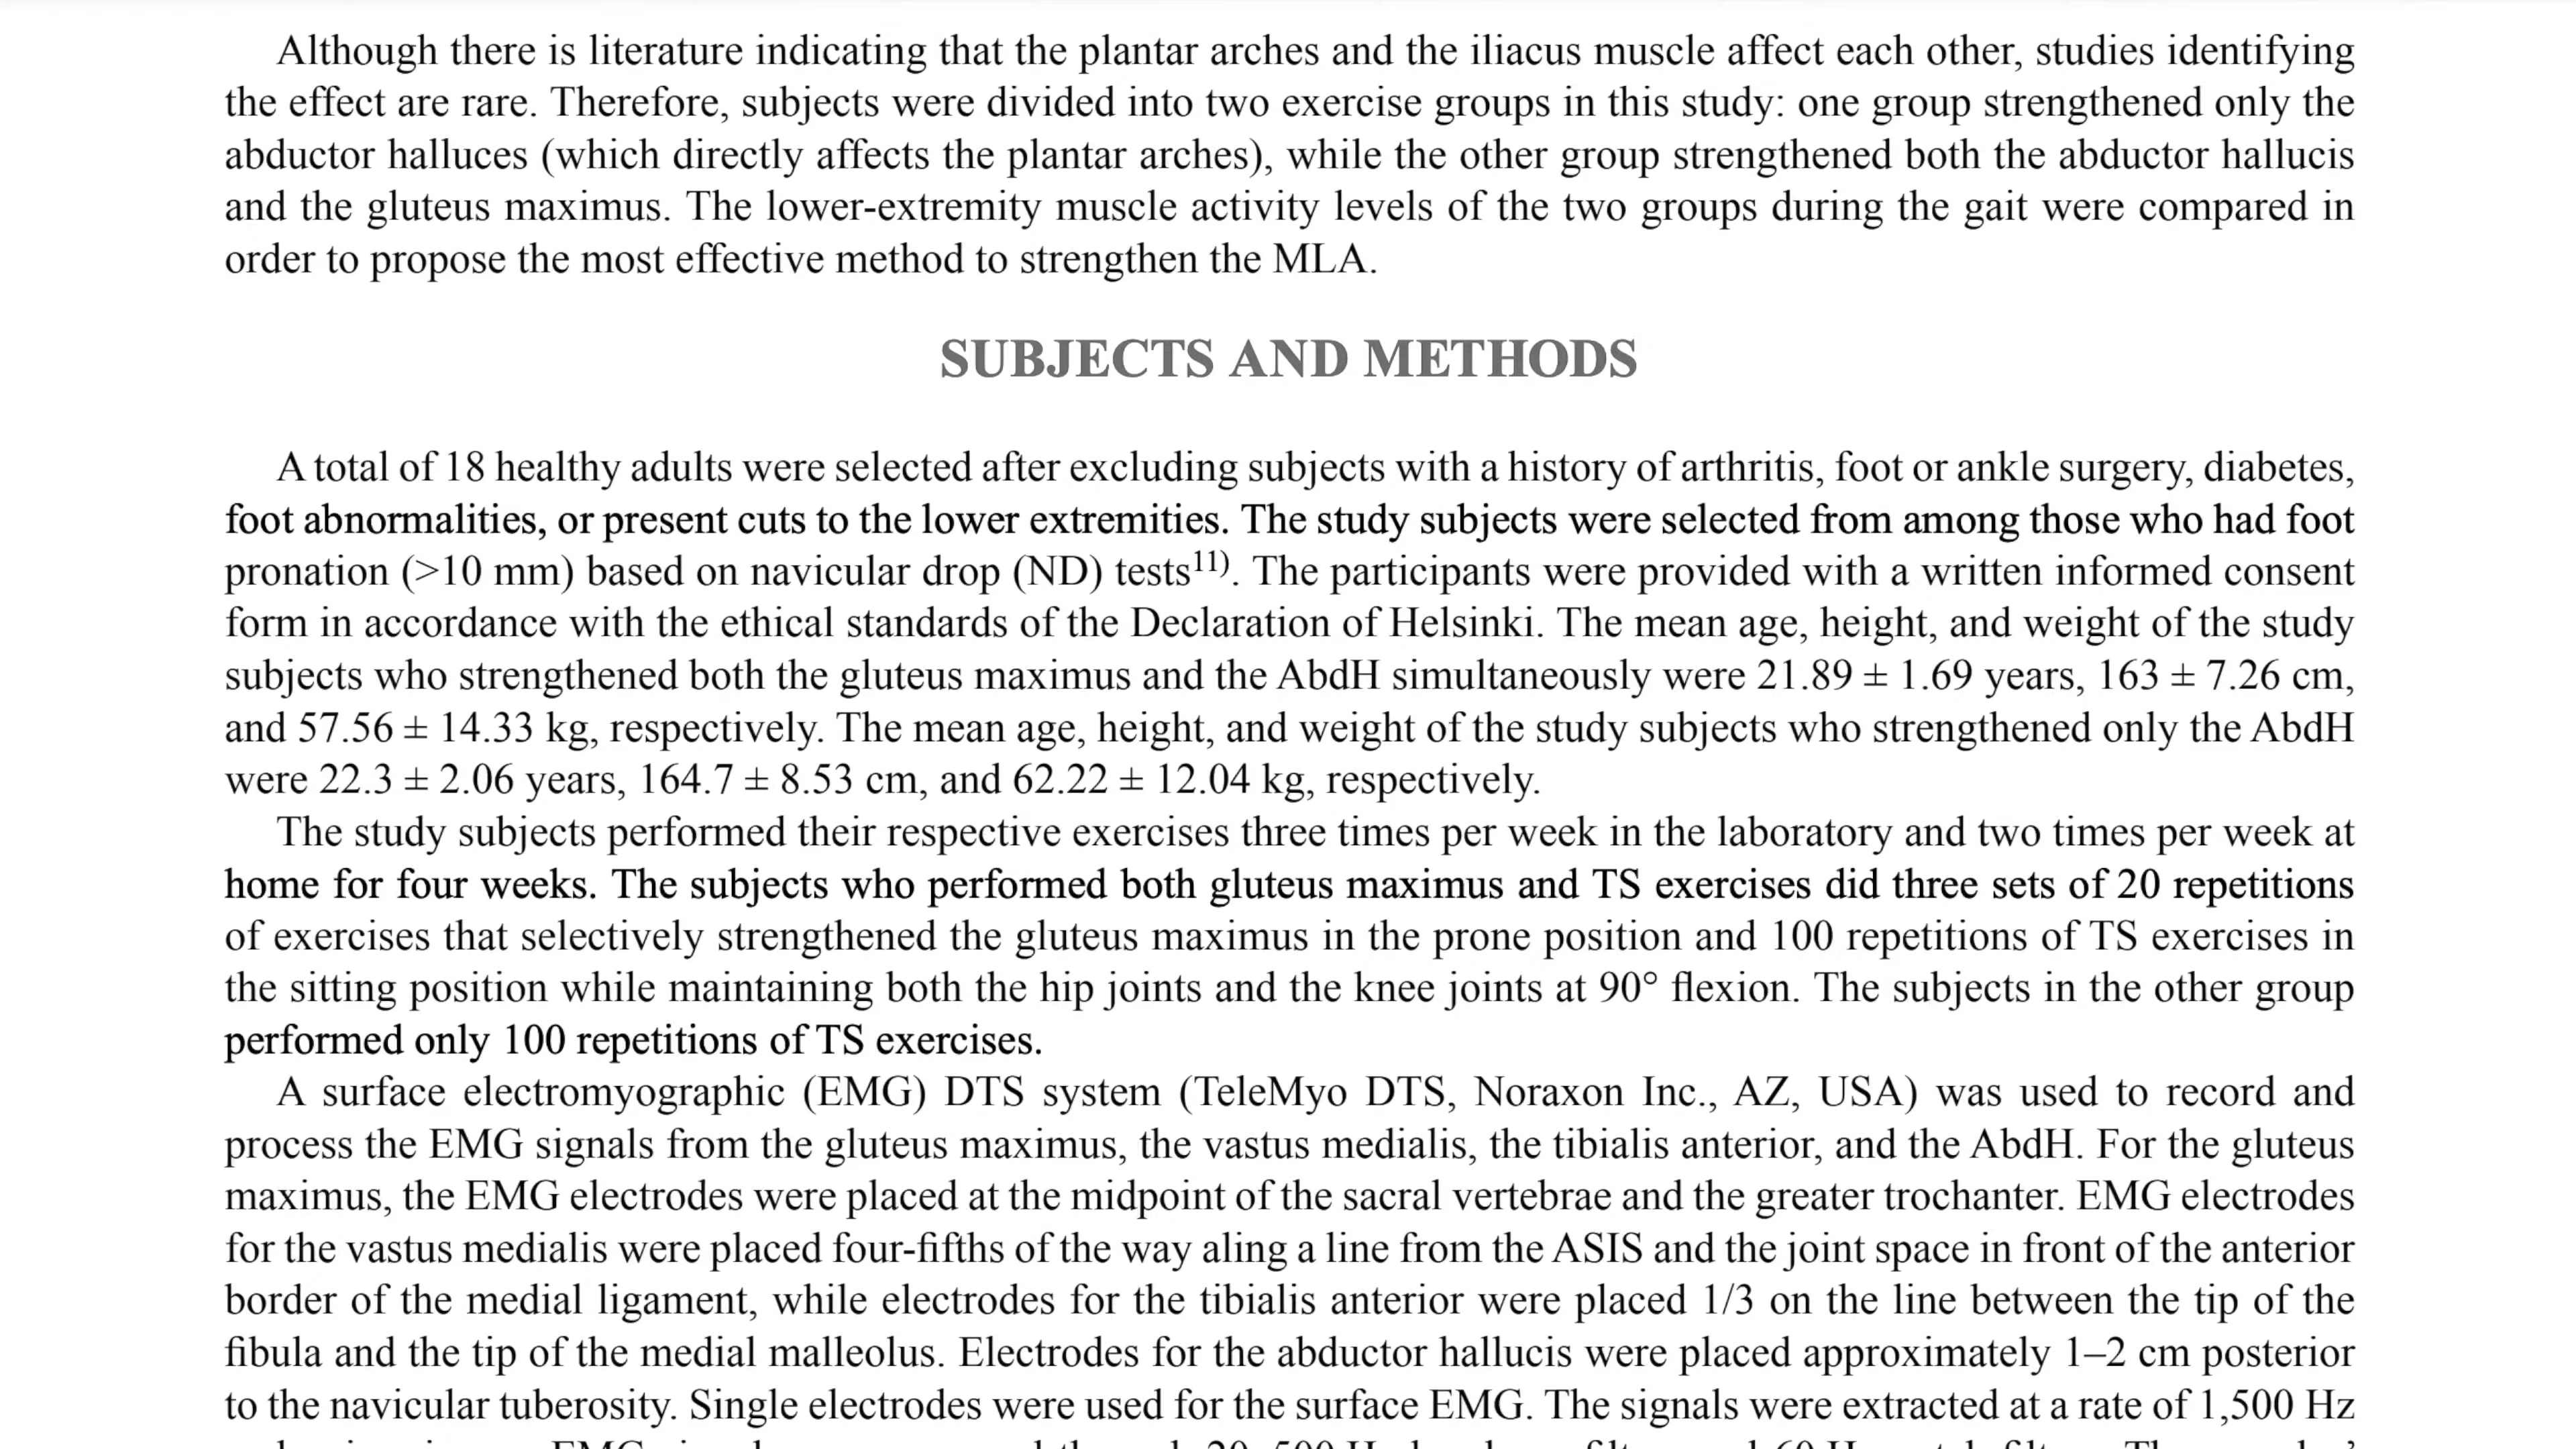 Although there is literature indicating that the plantar arches and the iliacus muscle affect each other, studies identifying
the effect are rare. Therefore, subjects were divided into two exercise groups in this study: one group strengthened only the
abductor halluces (which directly affects the plantar arches), while the other group strengthened both the abductor hallucis
and the gluteus maximus. The lower-extremity muscle activity levels of the two groups during the gait were compared in
order to propose the most effective method to strengthen the MLA.
SUBJECTS AND METHODS
A total of 18 healthy adults were selected after excluding subjects with a history of arthritis, foot or ankle surgery, diabetes,
foot abnormalities, or present cuts to the lower extremities. The study subjects were selected from among those who had foot
pronation (>10 mm) based on navicular drop (ND) tests¹¹⁾. The participants were provided with a written informed consent
form in accordance with the ethical standards of the Declaration of Helsinki. The mean age, height, and weight of the study
subjects who strengthened both the gluteus maximus and the AbdH simultaneously were 21.89 ± 1.69 years, 163 ± 7.26 cm,
and 57.56 ± 14.33 kg, respectively. The mean age, height, and weight of the study subjects who strengthened only the AbdH
were 22.3 ± 2.06 years, 164.7 ± 8.53 cm, and 62.22 ± 12.04 kg, respectively.
The study subjects performed their respective exercises three times per week in the laboratory and two times per week at
home for four weeks. The subjects who performed both gluteus maximus and TS exercises did three sets of 20 repetitions
of exercises that selectively strengthened the gluteus maximus in the prone position and 100 repetitions of TS exercises in
the sitting position while maintaining both the hip joints and the knee joints at 90° flexion. The subjects in the other group
performed only 100 repetitions of TS exercises.
A surface electromyographic (EMG) DTS system (TeleMyo DTS, Noraxon Inc., AZ, USA) was used to record and
process the EMG signals from the gluteus maximus, the vastus medialis, the tibialis anterior, and the AbdH. For the gluteus
maximus, the EMG electrodes were placed at the midpoint of the sacral vertebrae and the greater trochanter. EMG electrodes
for the vastus medialis were placed four-fifths of the way aling a line from the ASIS and the joint space in front of the anterior
border of the medial ligament, while electrodes for the tibialis anterior were placed 1/3 on the line between the tip of the
fibula and the tip of the medial malleolus. Electrodes for the abductor hallucis were placed approximately 1–2 cm posterior
to the navicular tuberosity. Single electrodes were used for the surface EMG. The signals were extracted at a rate of 1,500 Hz